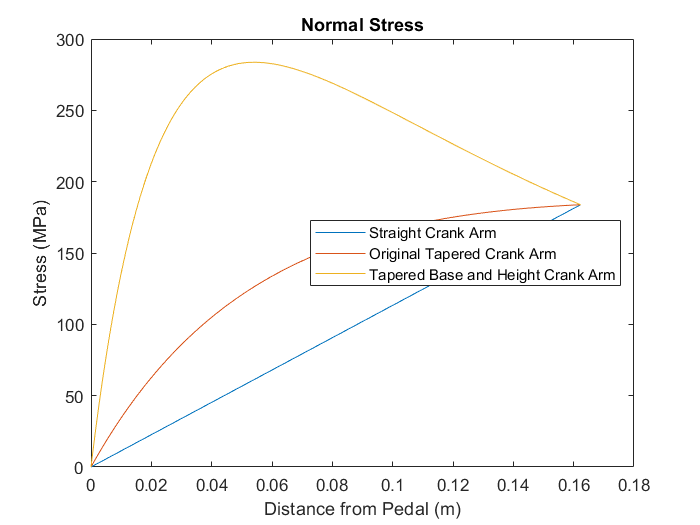 Normal Stress
300
250
200
150
100
50
0
Stress (MPa)
Straight Crank Arm
Original Tapered Crank Arm
Tapered Base and Height Crank Arm
0 0.02 0.04 0.06 0.08 0.1 0.12 0.14 0.16 0.18
Distance from Pedal (m)